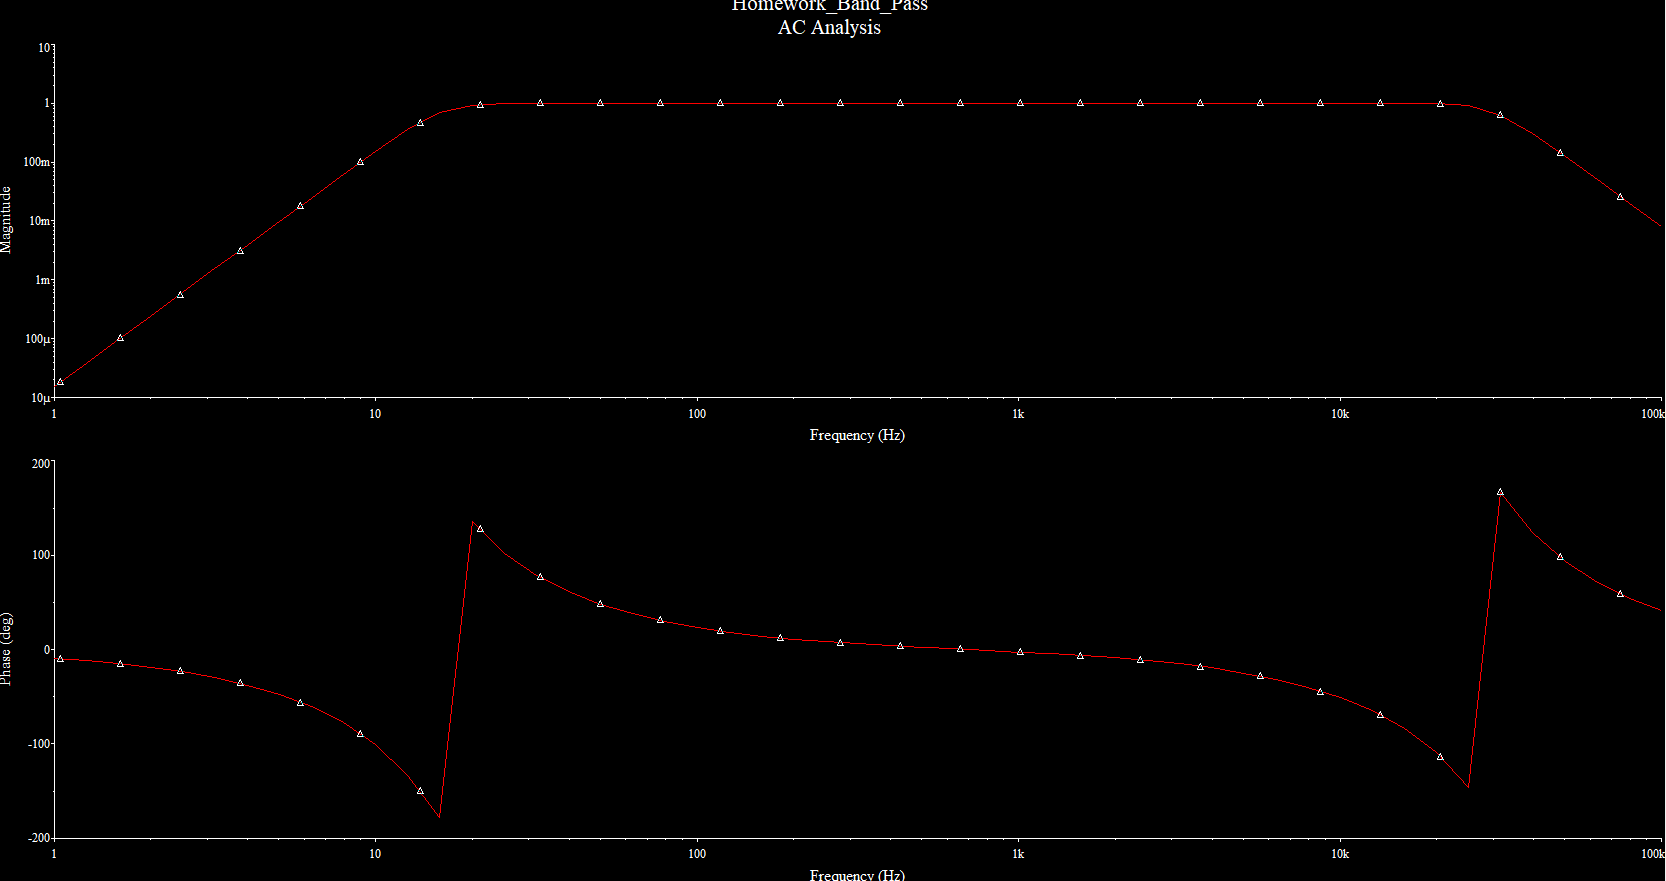 Homework_Band_Pass
AC Analysis
10
1
100m
10m
1m
100µ
10µ
Magnitude
1 10 100 1k 10k 100k
Frequency (Hz)
200
100
0
-100
-200
Phase (deg)
1 10 100 1k 10k 100k
Frequency (Hz)